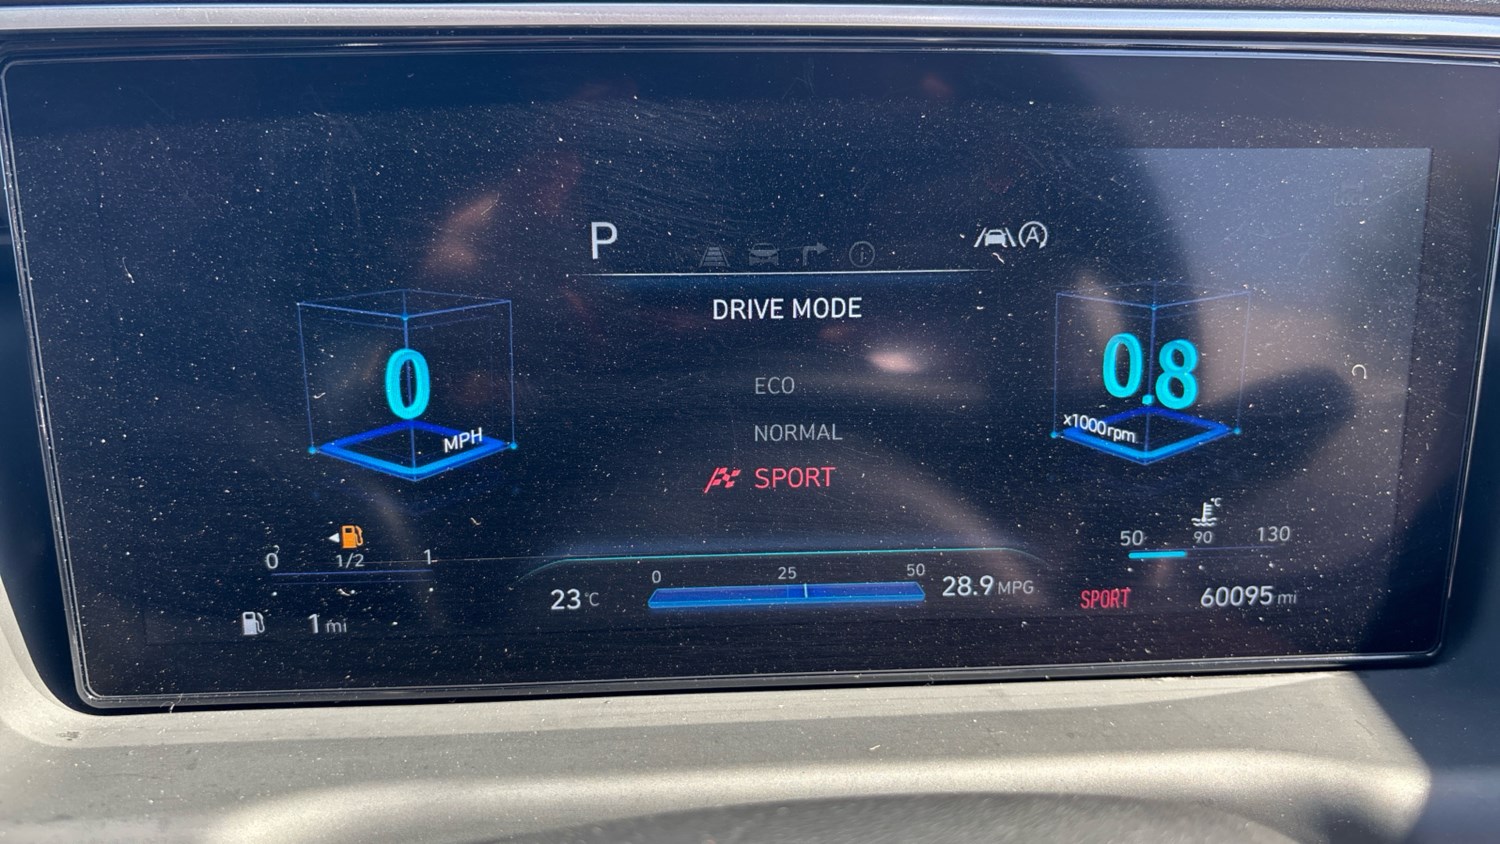 P
A
DRIVE MODE
0
MPH
0.8
x1000rpm
ECO
NORMAL
SPORT
0 1/2 1
1 mi
23°C
0 25 50
28.9 MPG
°C
50 90 130
SPORT
60095 mi